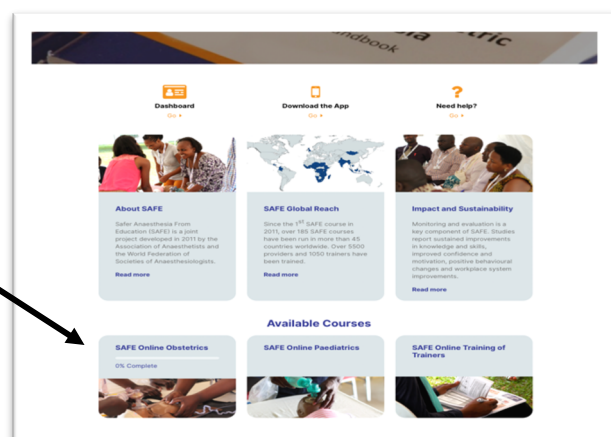 ric
sia
ndbook
Dashboard
Go ▾
Download the App
Go ▾
Need help?
Go ▾
About SAFE
Safer Anaesthesia From
Education (SAFE) is a joint
project developed in 2011 by the
Association of Anaesthetists and
the World Federation of
Societies of Anaesthesiologists.
Read more
SAFE Global Reach
Since the 1ST SAFE course in
2011, over 185 SAFE courses
have been run in more than 45
countries worldwide. Over 5500
providers and 1050 trainers have
been trained.
Read more
Impact and Sustainability
Monitoring and evaluation is a
key component of SAFE. Studies
report sustained improvements
in knowledge and skills,
improved confidence and
motivation, positive behavioural
changes and workplace system
improvements.
Read more
Available Courses
SAFE Online Obstetrics
0% Complete
SAFE Online Paediatrics
SAFE Online Training of
Trainers